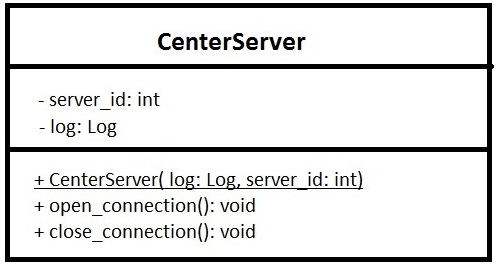 CenterServer
- server_id: int
- log: Log
+ CenterServer( log: Log, server_id: int)
+ open_connection(): void
+ close_connection(): void